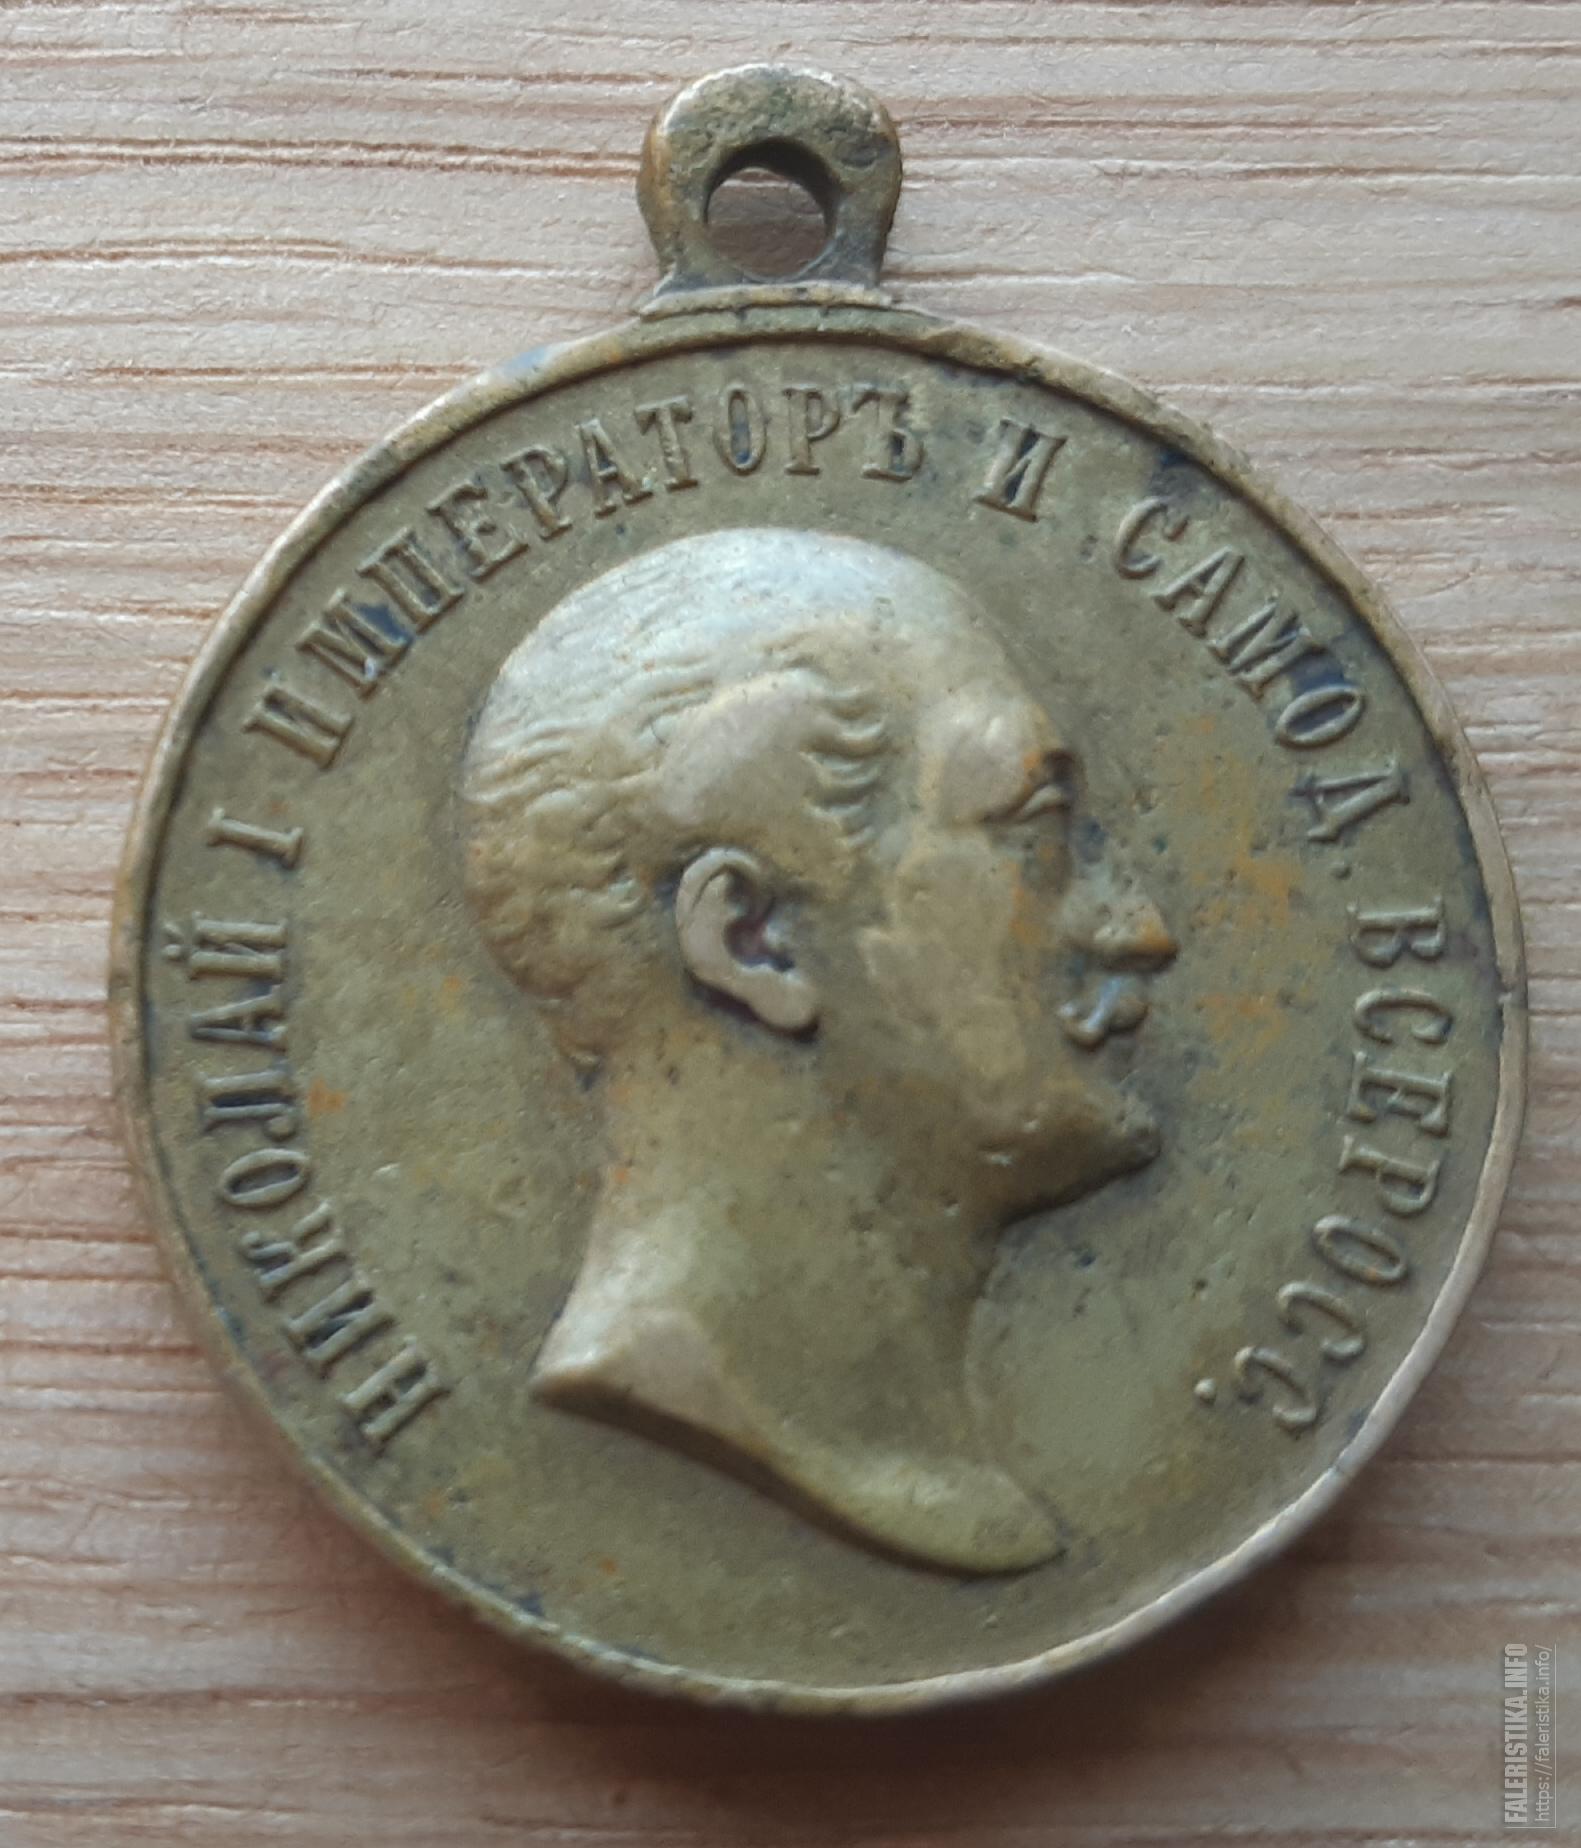 НИКОЛАЙ I ИМПЕРАТОРЪ И САМОД. ВСЕРОСС.
FALERISTIKA.INFO
https://faleristika.info/